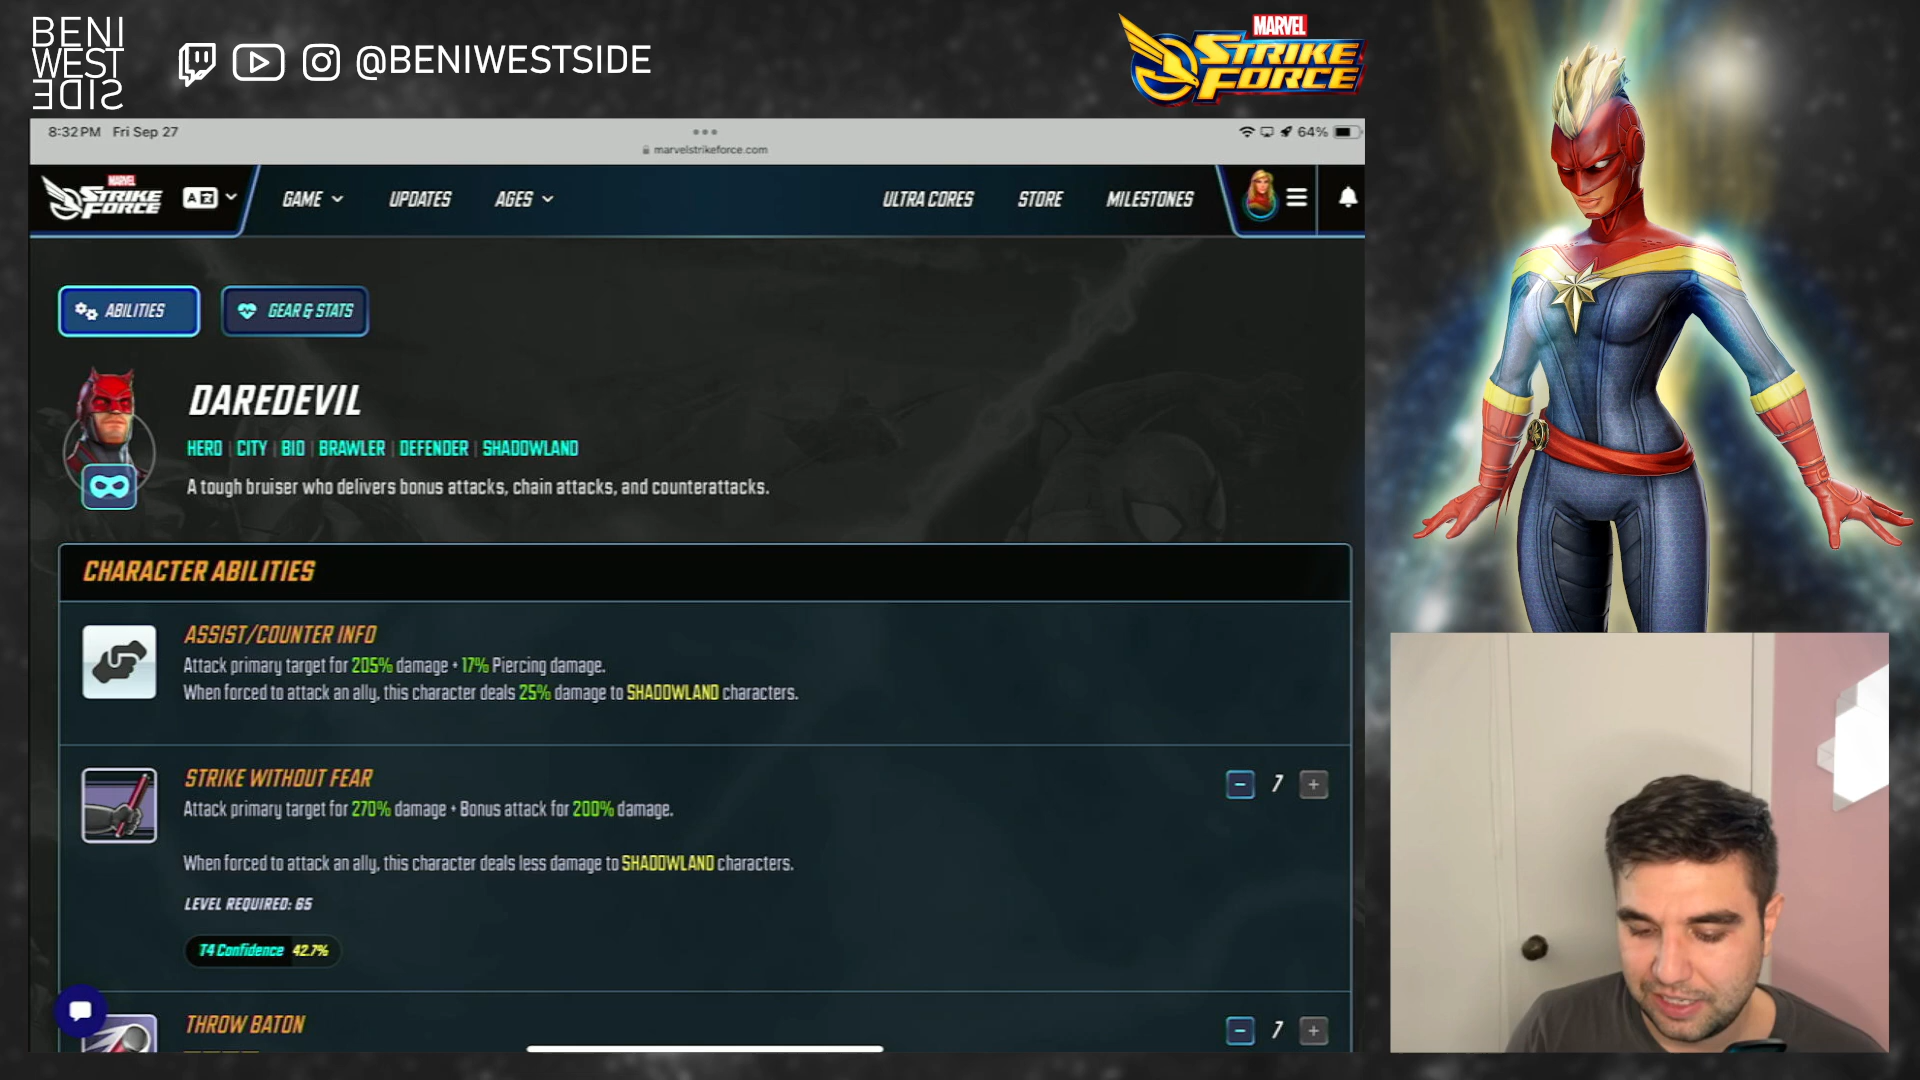 BENI
WEST
SIDE
@BENIWESTSIDE
MARVEL
STRIKE
FORCE
8:32 PM Fri Sep 27
marvelstrikeforce.com
64%
MARVEL
STRIKE
FORCE
GAME
UPDATES
AGES
ULTRA CORES
STORE
MILESTONES
ABILITIES
GEAR & STATS
DAREDEVIL
HERO | CITY | BIO | BRAWLER | DEFENDER | SHADOWLAND
A tough bruiser who delivers bonus attacks, chain attacks, and counterattacks.
CHARACTER ABILITIES
ASSIST/COUNTER INFO
Attack primary target for 205% damage + 17% Piercing damage.
When forced to attack an ally, this character deals 25% damage to SHADOWLAND characters.
STRIKE WITHOUT FEAR
- 7 +
Attack primary target for 270% damage + Bonus attack for 200% damage.
When forced to attack an ally, this character deals less damage to SHADOWLAND characters.
LEVEL REQUIRED: 65
T4 Confidence 42.7%
THROW BATON
- 7 +